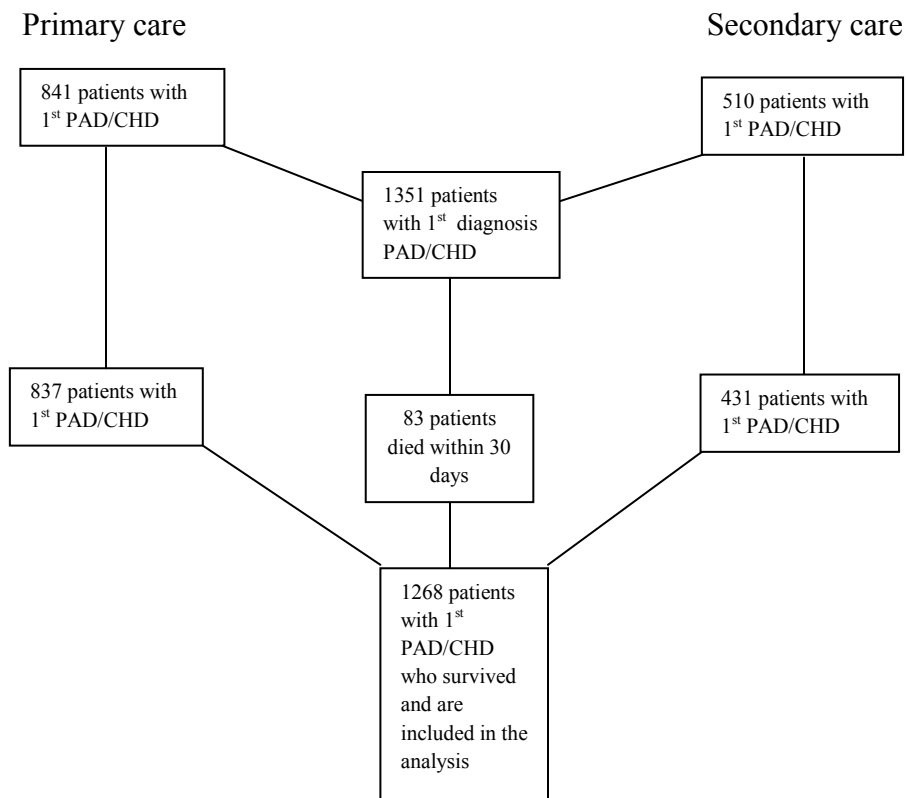 Primary care
Secondary care
841 patients with
1st PAD/CHD
510 patients with
1st PAD/CHD
1351 patients
with 1st diagnosis
PAD/CHD
837 patients with
1st PAD/CHD
83 patients
died within 30
days
431 patients with
1st PAD/CHD
1268 patients
with 1st
PAD/CHD
who survived
and are
included in the
analysis